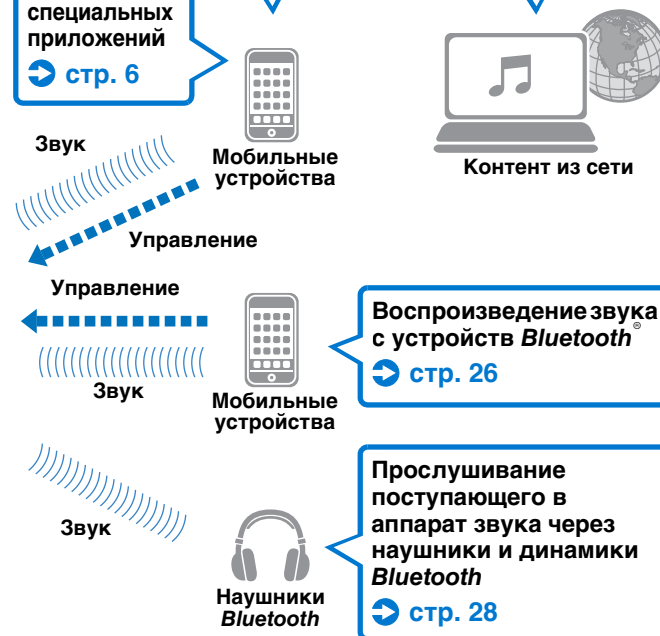 специальных
приложений
стр. 6
Звук
Мобильные
устройства
Контент из сети
Управление
Управление
Звук
Мобильные
устройства
Воспроизведение звука
с устройств Bluetooth®
стр. 26
Звук
Наушники
Bluetooth
Прослушивание
поступающего в
аппарат звука через
наушники и динамики
Bluetooth
стр. 28